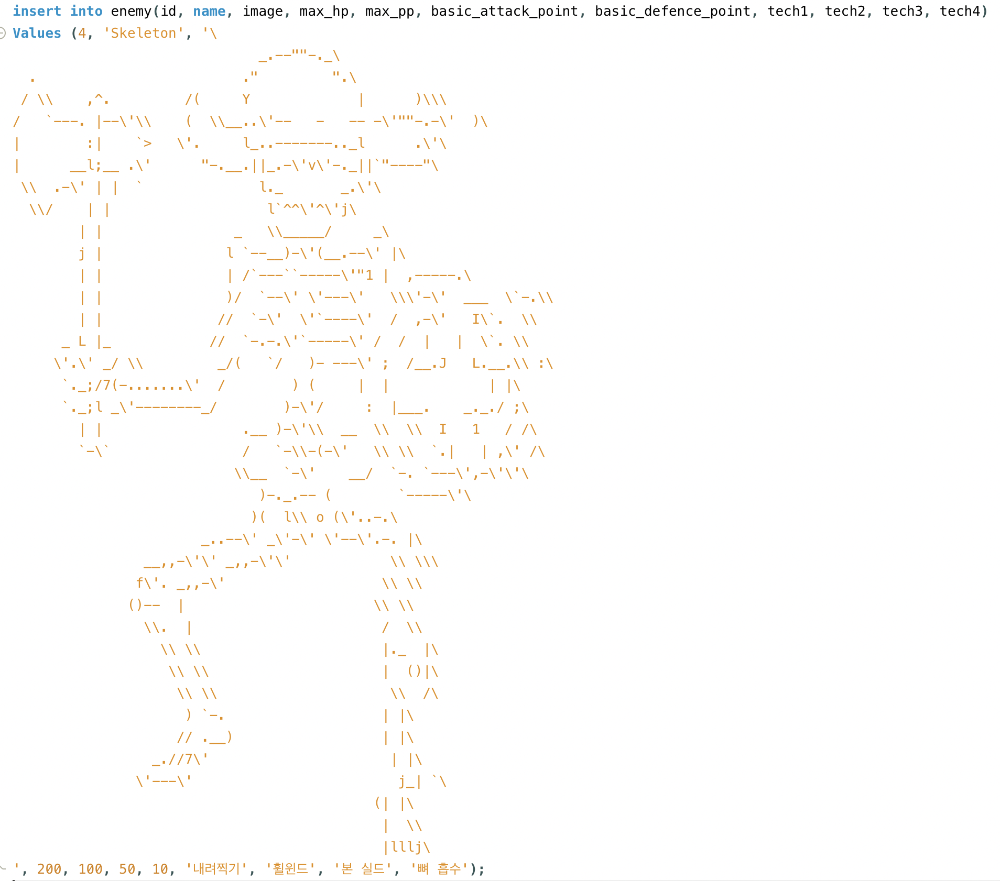 insert into enemy(id, name, image, max_hp, max_pp, basic_attack_point, basic_defence_point, tech1, tech2, tech3, tech4)
Values (4, 'Skeleton', '\
                              _.--""-._\
  .                         ."         ".\
 / \\    ,^.         /(     Y             |      )\\\
/   `---. |--\'\\    (  \\__..\'--   -   -- -\'""-.-\'  )\
|        :|    `>   \'.     l_..-------.._l      .\'\
|      __l;__ .\'      "-.__.||_.-\'v\'-._||`"----"\
 \\  .-\' | |  `              l._       _.\'\
  \\/    | |                   l`^^\'^\'j\
        | |                _   \\_____/     _\
        j |               l `--__)-\'(__.--\' |\
        | |               | /`---``-----\'"1 |  ,-----.\
        | |               )/  `--\' \'---\'   \\\'-\'  ___  \`-.\\
        | |              //  `-\'  \'`----\'  /  ,-\'   I\`.  \\
      _ L |_            //  `-.-.\'`-----\' /  /  |   |  \`. \\
     \'.\' _/ \\         _/(   `/   )- ---\' ;  /__.J   L.__.\\ :\
      `._;/7(-.......\'  /        ) (     |  |            | |\
      `._;l _\'--------_/        )-\'/     :  |___.    _._./ ;\
        | |                 .__ )-\'\\  __  \\  \\  I   1   / /\
        `-\`                /   `-\\-(-\'   \\ \\  `.|   | ,\' /\
                           \\__  `-\'    __/  `-. `---\',-\'\'\
                              )-._.-- (        `-----\'\
                             )(  l\\ o (\'..-.\
                       _..--\' _\'-\' \'--\'.-. |\
                __,,-\'\' _,,-\'\'            \\ \\\
               f\'. _,,-\'                   \\ \\
              ()--  |                       \\ \\
                \\.  |                       /  \\
                  \\ \\                      |._  |\
                   \\ \\                     |  ()|\
                    \\ \\                     \\  /\
                     ) `-.                   | |\
                    // .__)                  | |\
                 _.//7\'                      | |\
               \'---\'                         j_| `\
                                            (| |\
                                             |  \\
                                             |lllj\
', 200, 100, 50, 10, '내려찍기', '휠윈드', '본 실드', '뼈 흡수');